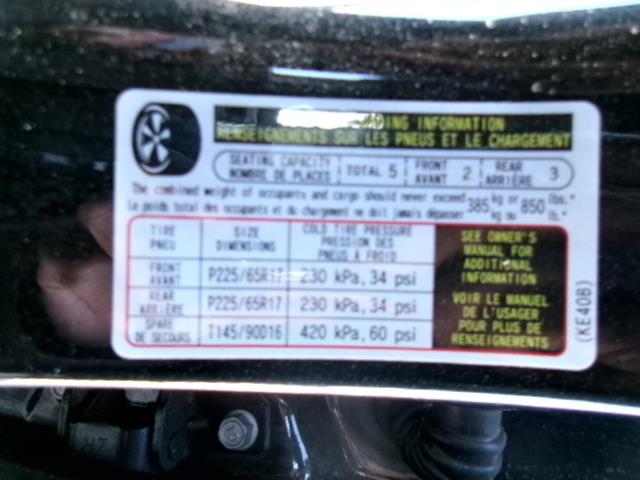 DING INFORMATION
RENSEIGNEMENTS SUR LES PNEUS ET LE CHARGEMENT
SEATING CAPACITY NOMBRE DE PLACES TOTAL 5 FRONT AVANT 2 REAR ARRIÈRE 3
The combined weight of occupants and cargo should never exceed 385 kg or 850 lbs.
Le poids total des occupants et du chargement ne doit jamais dépasser 385 kg ou 850 lb.
TIRE PNEU SIZE DIMENSIONS COLD TIRE PRESSURE PRESSION DES PNEUS À FROID
FRONT AVANT P225/65R17 230 kPa, 34 psi
REAR ARRIÈRE P225/65R17 230 kPa, 34 psi
SPARE DE SECOURS T145/90D16 420 kPa, 60 psi
SEE OWNER'S
MANUAL FOR
ADDITIONAL
INFORMATION
VOIR LE MANUEL
DE L'USAGER
POUR PLUS DE
RENSEIGNEMENTS
(KE40B)